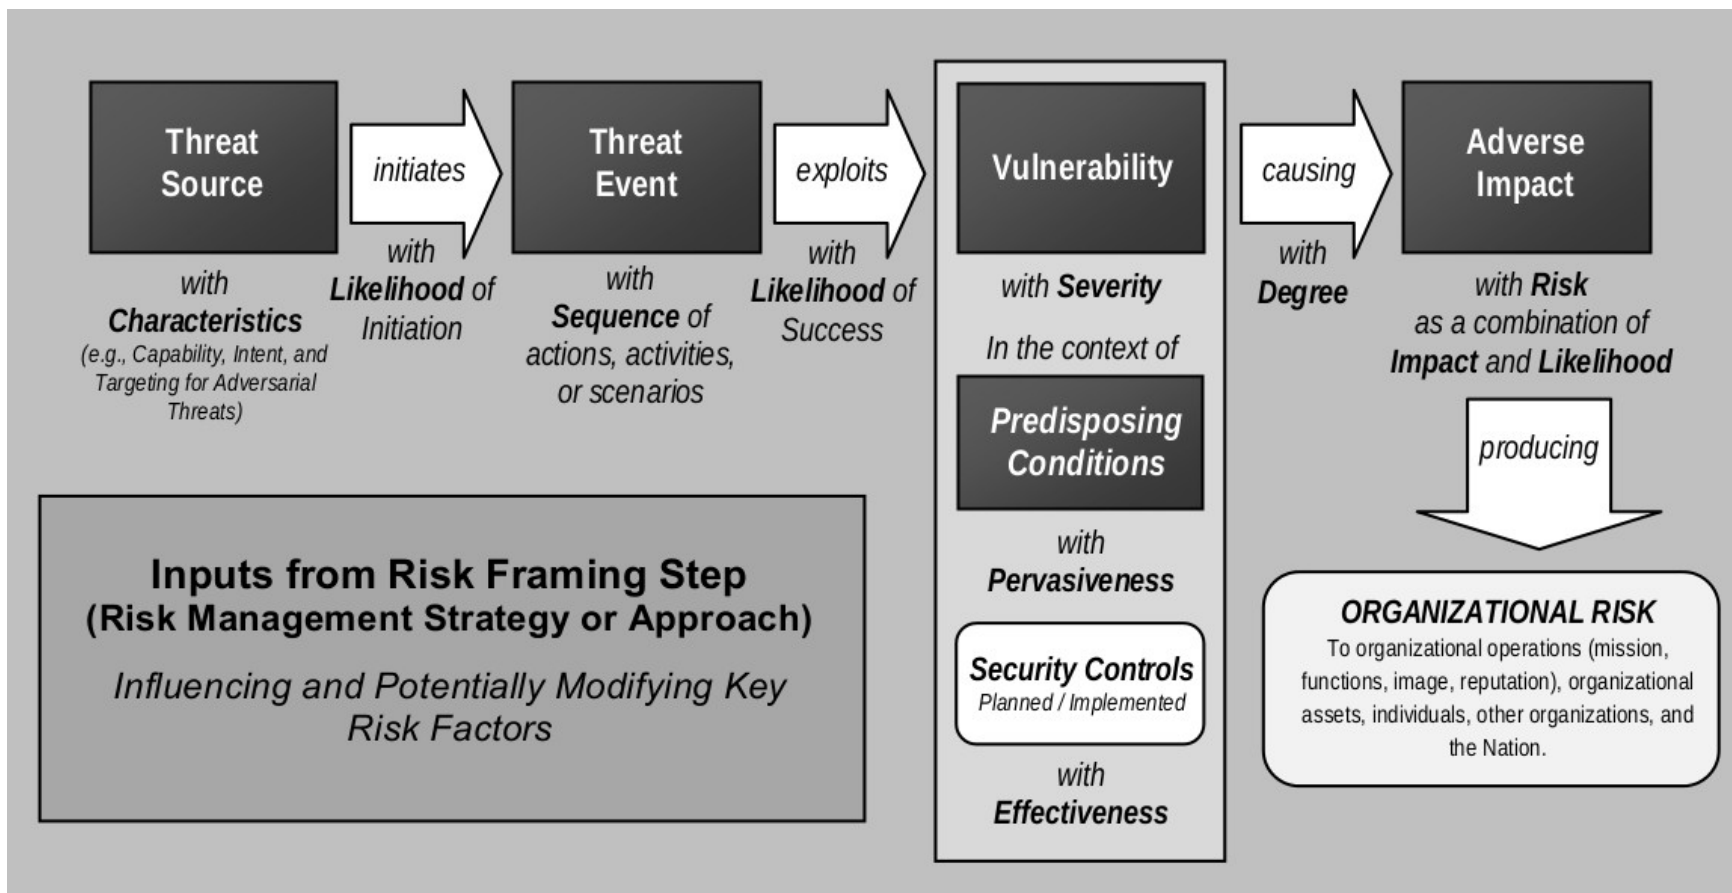 Threat
Source
with
Characteristics
(e.g., Capability, Intent, and
Targeting for Adversarial
Threats)
initiates
with
Likelihood of
Initiation
Threat
Event
with
Sequence of
actions, activities,
or scenarios
exploits
with
Likelihood of
Success
Vulnerability
with Severity
In the context of
Predisposing
Conditions
with
Pervasiveness
Security Controls
Planned / Implemented
with
Effectiveness
causing
with
Degree
Adverse
Impact
with Risk
as a combination of
Impact and Likelihood
producing
ORGANIZATIONAL RISK
To organizational operations (mission,
functions, image, reputation), organizational
assets, individuals, other organizations, and
the Nation.
Inputs from Risk Framing Step
(Risk Management Strategy or Approach)
Influencing and Potentially Modifying Key
Risk Factors